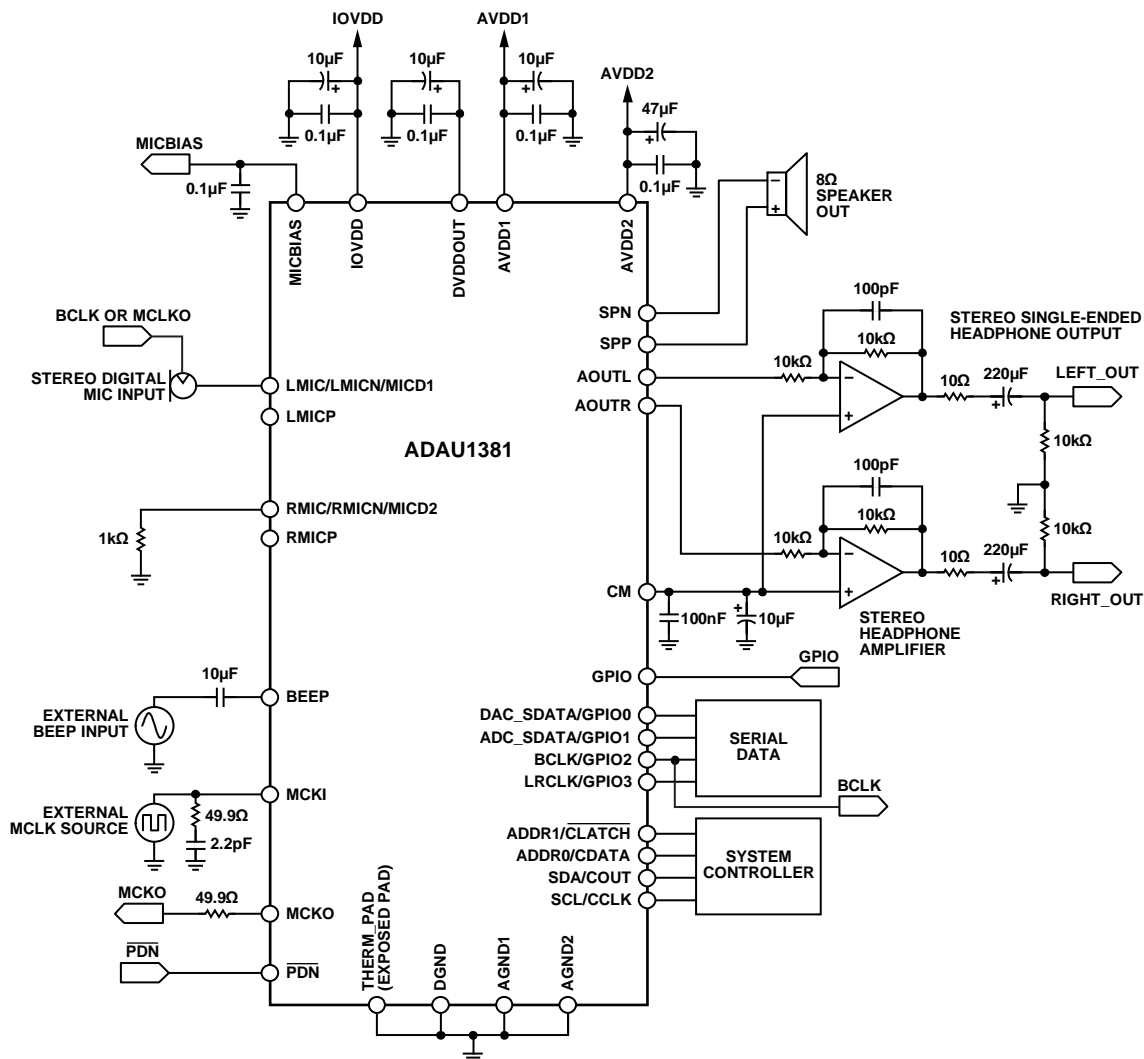 IOVDD
AVDD1
10µF
10µF
10µF
AVDD2
47µF
0.1µF
0.1µF
0.1µF
MICBIAS
0.1µF
0.1µF
8Ω
SPEAKER
OUT
MICBIAS
IOVDD
DVDDOUT
AVDD1
AVDD2
BCLK OR MCLKO
STEREO DIGITAL
MIC INPUT
LMIC/LMICN/MICD1
LMICP
ADAU1381
RMIC/RMICN/MICD2
RMICP
1kΩ
SPN
SPP
AOUTL
AOUTR
100pF
10kΩ
10kΩ
STEREO SINGLE-ENDED
HEADPHONE OUTPUT
10Ω
220µF
LEFT_OUT
−
+
+
10kΩ
100pF
10kΩ
10kΩ
10kΩ
10Ω
220µF
−
+
+
RIGHT_OUT
STEREO
HEADPHONE
AMPLIFIER
CM
100nF
10µF
GPIO
GPIO
10µF
BEEP
EXTERNAL
BEEP INPUT
DAC_SDATA/GPIO0
ADC_SDATA/GPIO1
BCLK/GPIO2
LRCLK/GPIO3
SERIAL
DATA
BCLK
MCKI
EXTERNAL
MCLK SOURCE
49.9Ω
2.2pF
ADDR1/CLATCH
ADDR0/CDATA
SDA/COUT
SCL/CCLK
SYSTEM
CONTROLLER
MCKO
49.9Ω
MCKO
PDN
PDN
THERM_PAD
(EXPOSED PAD)
DGND
AGND1
AGND2